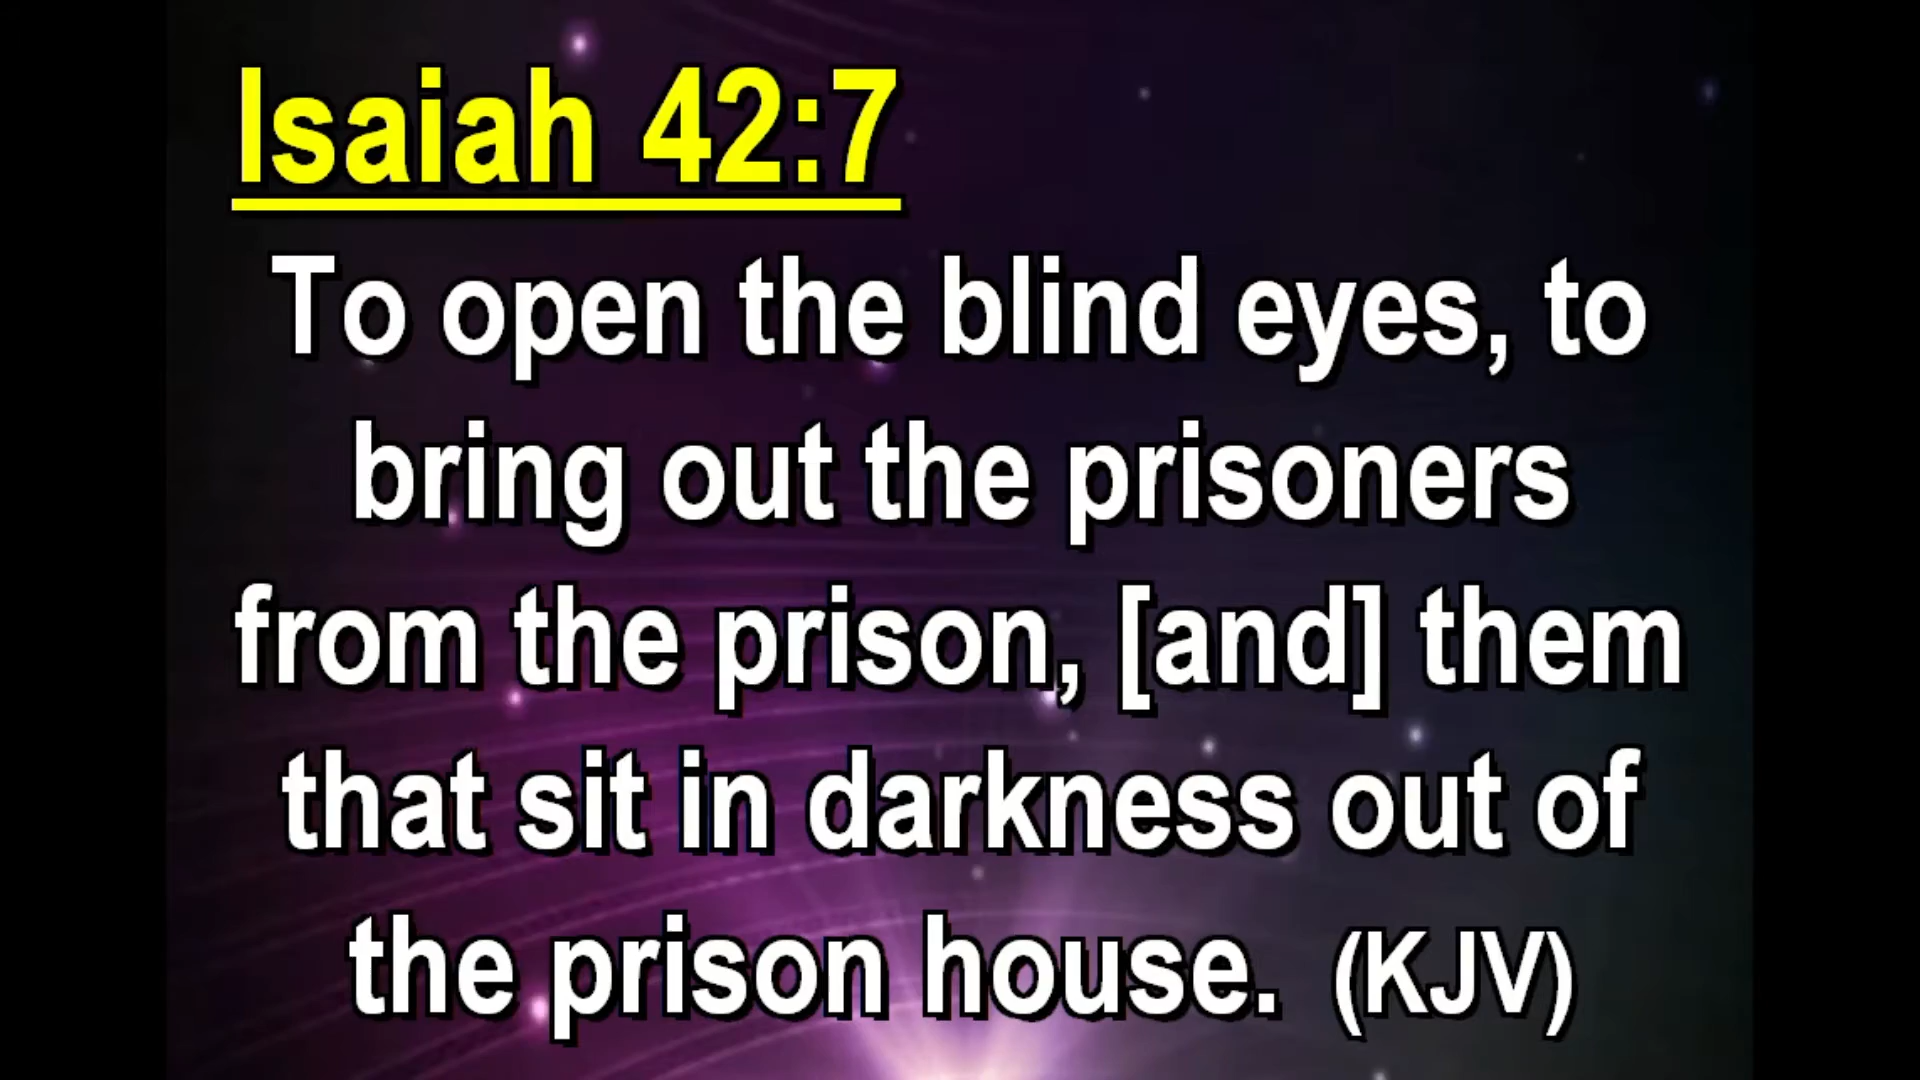 Isaiah 42:7
To open the blind eyes, to
bring out the prisoners
from the prison, [and] them
that sit in darkness out of
the prison house. (KJV)